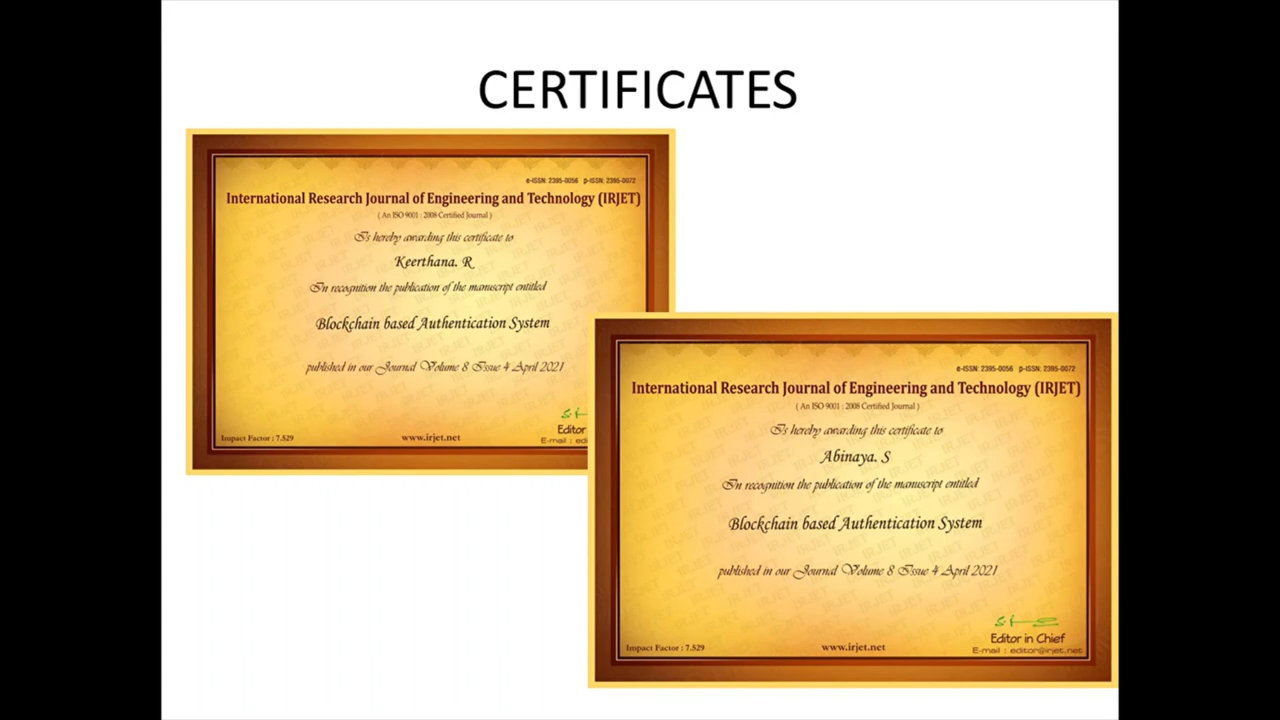 CERTIFICATES
e-ISSN: 2395-0056 p-ISSN: 2395-0072
International Research Journal of Engineering and Technology (IRJET)
( An ISO 9001 : 2008 Certified Journal )
Is hereby awarding this certificate to
Keerthana. R
In recognition the publication of the manuscript entitled
Blockchain based Authentication System
published in our Journal Volume 8 Issue 4 April 2021
Editor
Impact Factor : 7.529
www.irjet.net
E-mail : edi
e-ISSN: 2395-0056 p-ISSN: 2395-0072
International Research Journal of Engineering and Technology (IRJET)
( An ISO 9001 : 2008 Certified Journal )
Is hereby awarding this certificate to
Abinaya. S
In recognition the publication of the manuscript entitled
Blockchain based Authentication System
published in our Journal Volume 8 Issue 4 April 2021
Editor in Chief
Impact Factor : 7.529
www.irjet.net
E-mail : editor@irjet.net